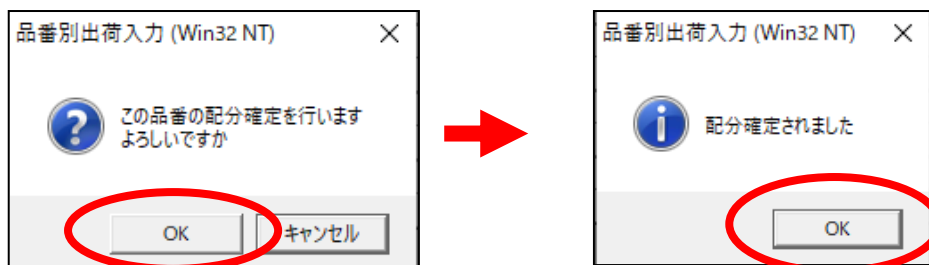 品番別出荷入力 (Win32 NT)
この品番の配分確定を行います
よろしいですか
OK
キャンセル
品番別出荷入力 (Win32 NT)
配分確定されました
OK